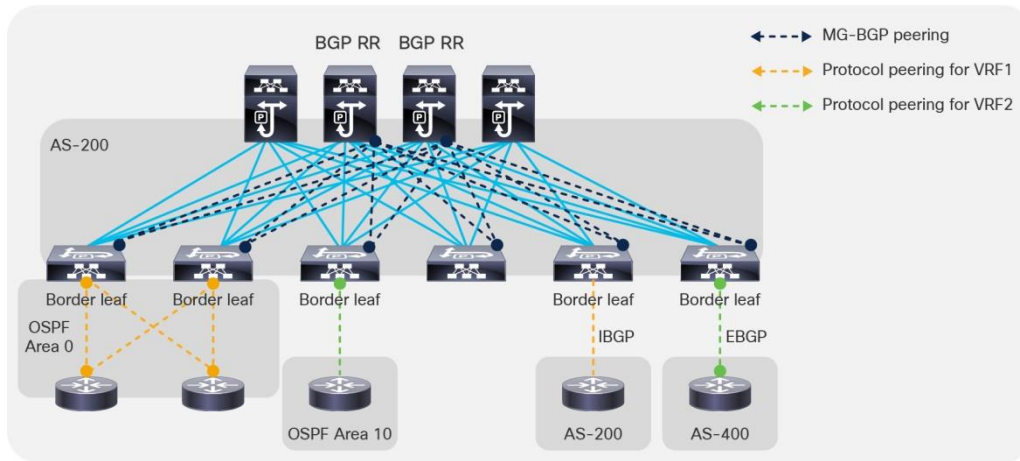 BGP RR
BGP RR
MG-BGP peering
Protocol peering for VRF1
Protocol peering for VRF2
P
P
P
P
AS-200
Border leaf
Border leaf
Border leaf
Border leaf
Border leaf
OSPF
Area 0
IBGP
EBGP
OSPF Area 10
AS-200
AS-400